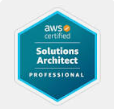 aws
certified
Solutions
Architect
PROFESSIONAL